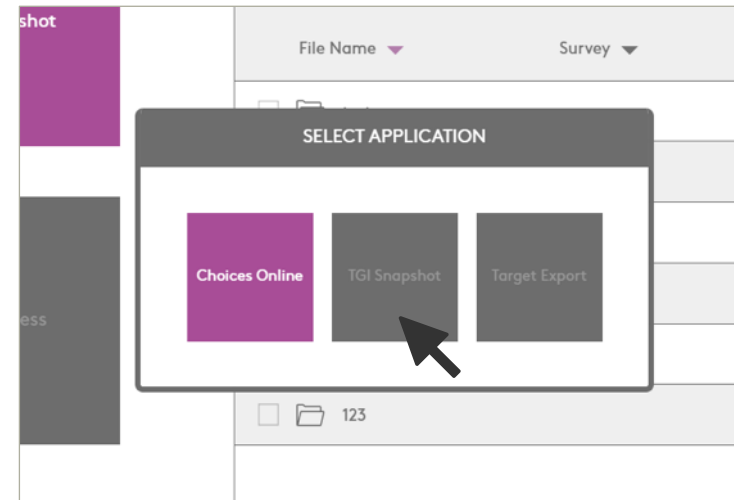 shot
File Name
Survey
SELECT APPLICATION
Choices Online
TGI Snapshot
Target Export
ess
123